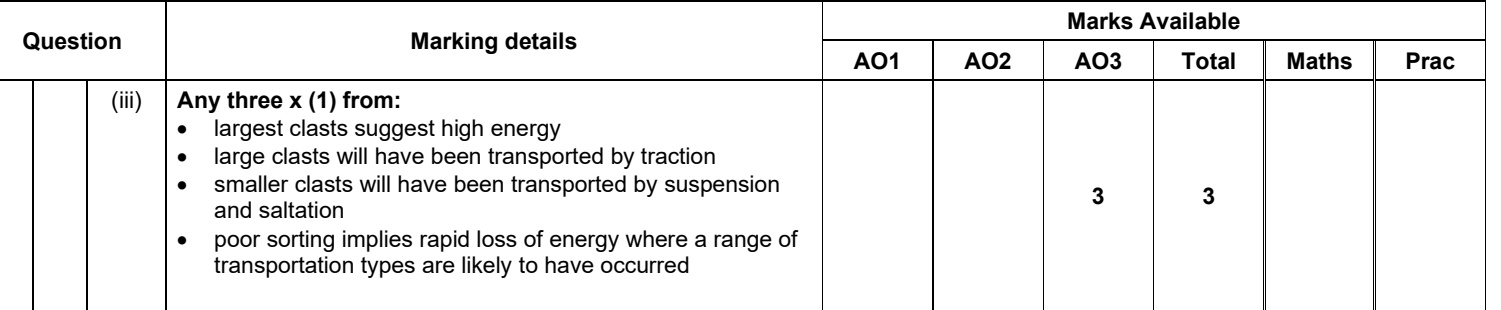 Question Marking details Marks Available
AO1 AO2 AO3 Total Maths Prac
(iii) Any three x (1) from:
• largest clasts suggest high energy
• large clasts will have been transported by traction
• smaller clasts will have been transported by suspension
and saltation
• poor sorting implies rapid loss of energy where a range of
transportation types are likely to have occurred
3 3